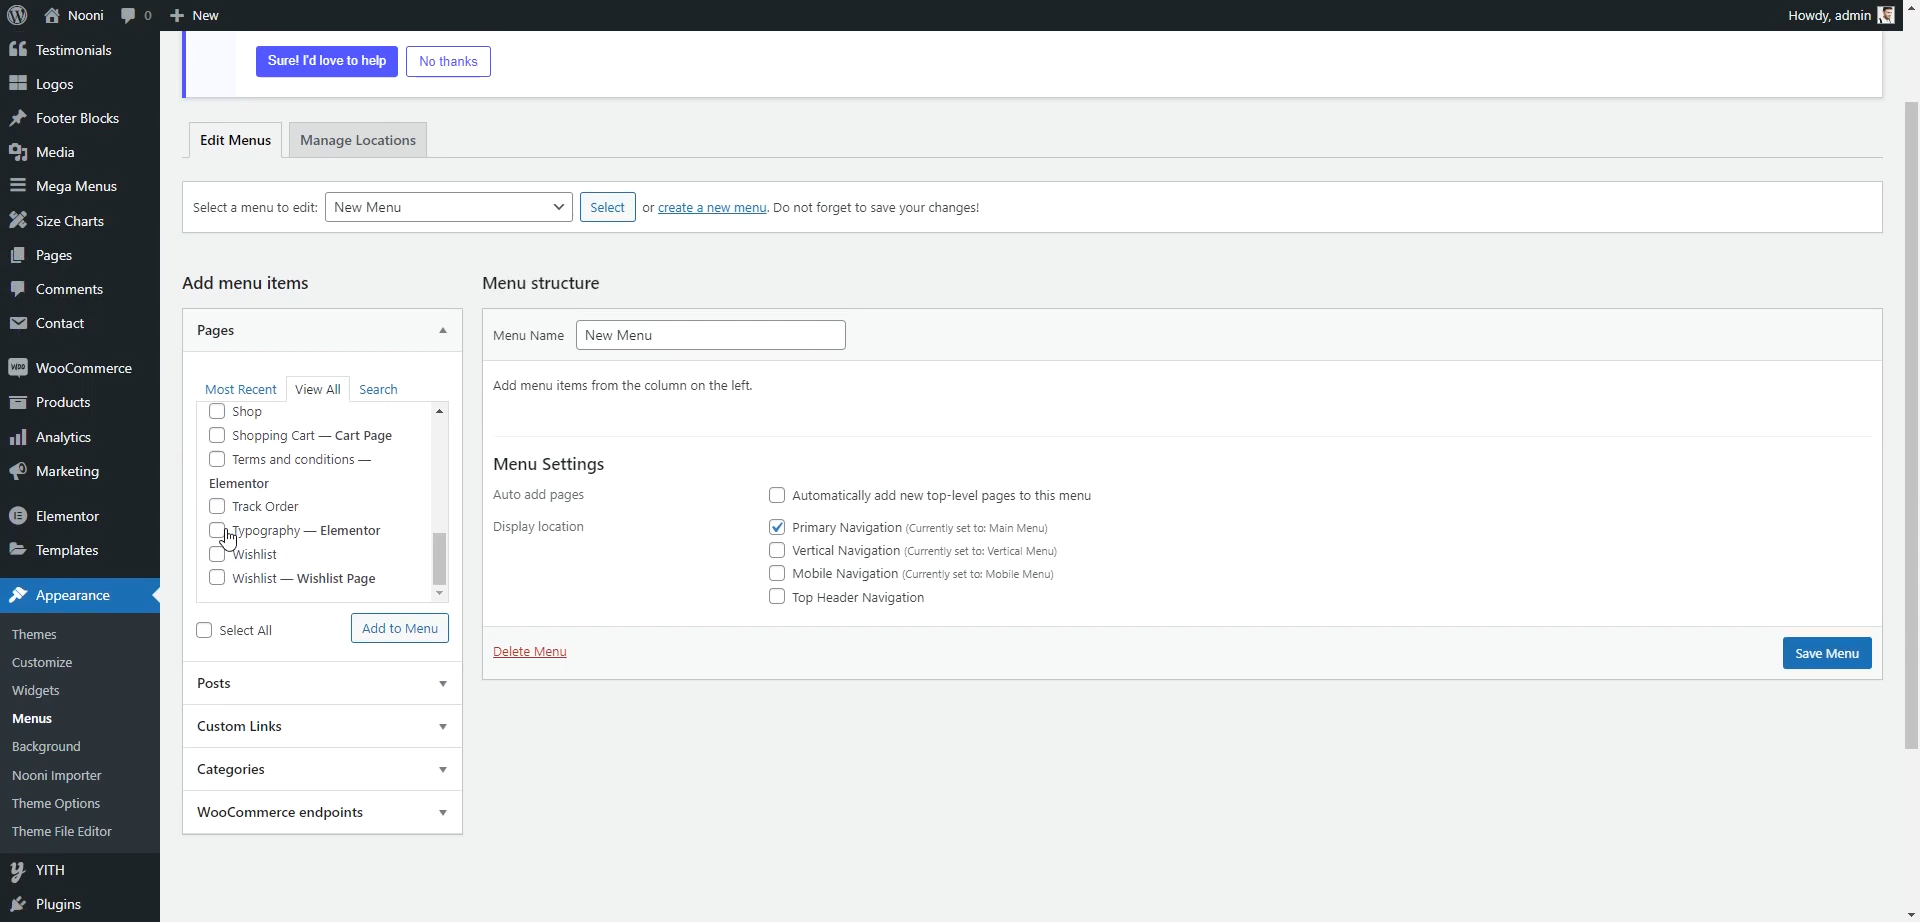 Nooni 0 New Howdy, admin
Testimonials
Logos
Footer Blocks
Media
Mega Menus
Size Charts
Pages
Comments
Contact
WOO WooCommerce
Products
Analytics
Marketing
Elementor
Templates
Appearance
Themes
Customize
Widgets
Menus
Background
Nooni Importer
Theme Options
Theme File Editor
YITH
Plugins
Sure! I'd love to help No thanks
Edit Menus Manage Locations
Select a menu to edit: New Menu Select or create a new menu. Do not forget to save your changes!
Add menu items
Pages
Most Recent View All Search
Shop
Shopping Cart — Cart Page
Terms and conditions —
Elementor
Track Order
Typography — Elementor
Wishlist
Wishlist — Wishlist Page
Select All Add to Menu
Posts
Custom Links
Categories
WooCommerce endpoints
Menu structure
Menu Name New Menu
Add menu items from the column on the left.
Menu Settings
Auto add pages Automatically add new top-level pages to this menu
Display location Primary Navigation (Currently set to: Main Menu)
Vertical Navigation (Currently set to: Vertical Menu)
Mobile Navigation (Currently set to: Mobile Menu)
Top Header Navigation
Delete Menu Save Menu